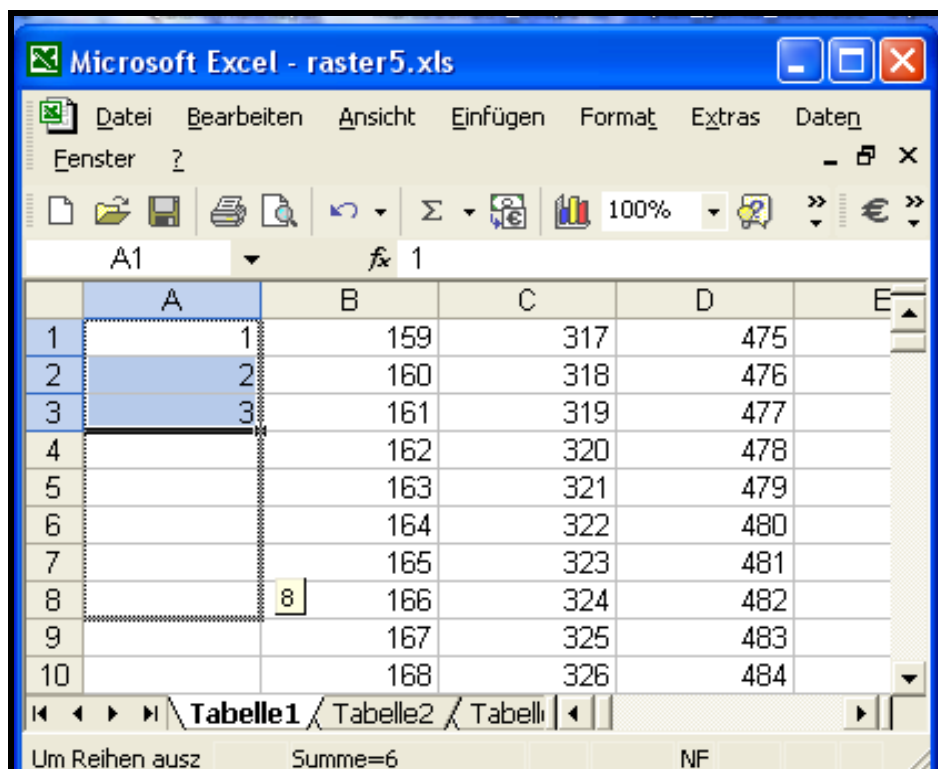 Microsoft Excel - raster5.xls
Datei Bearbeiten Ansicht Einfügen Format Extras Daten
Fenster ?
Σ 100% » € »
A1 fx 1
A B C D E
1 1 159 317 475
2 2 160 318 476
3 3 161 319 477
4 162 320 478
5 163 321 479
6 164 322 480
7 165 323 481
8 8 166 324 482
9 167 325 483
10 168 326 484
Tabelle1 Tabelle2 Tabelle
Um Reihen ausz Summe=6 NF